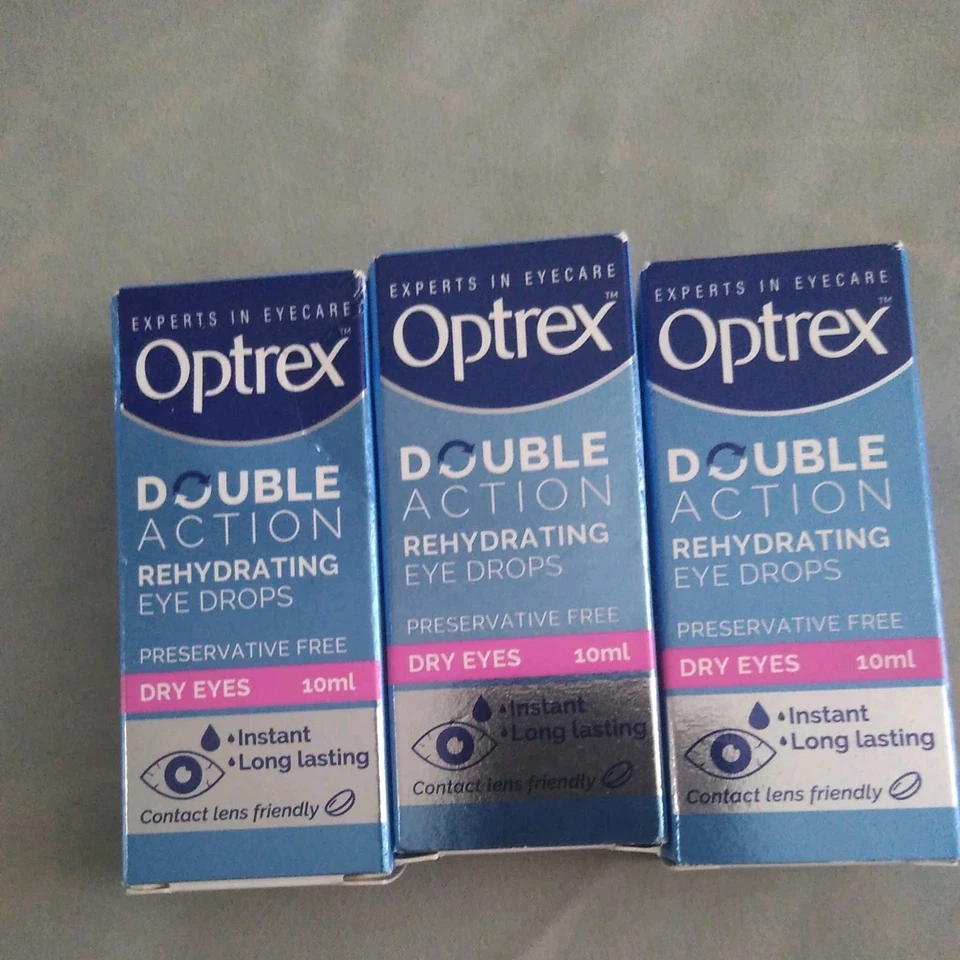 EXPERTS IN EYECARE
Optrex™
DOUBLE
ACTION
REHYDRATING
EYE DROPS
PRESERVATIVE FREE
DRY EYES 10ml
Instant
Long lasting
Contact lens friendly
EXPERTS IN EYECARE
Optrex™
DOUBLE
ACTION
REHYDRATING
EYE DROPS
PRESERVATIVE FREE
DRY EYES 10ml
Instant
Long lasting
Contact lens friendly
EXPERTS IN EYECARE
Optrex™
DOUBLE
ACTION
REHYDRATING
EYE DROPS
PRESERVATIVE FREE
DRY EYES 10ml
Instant
Long lasting
Contact lens friendly